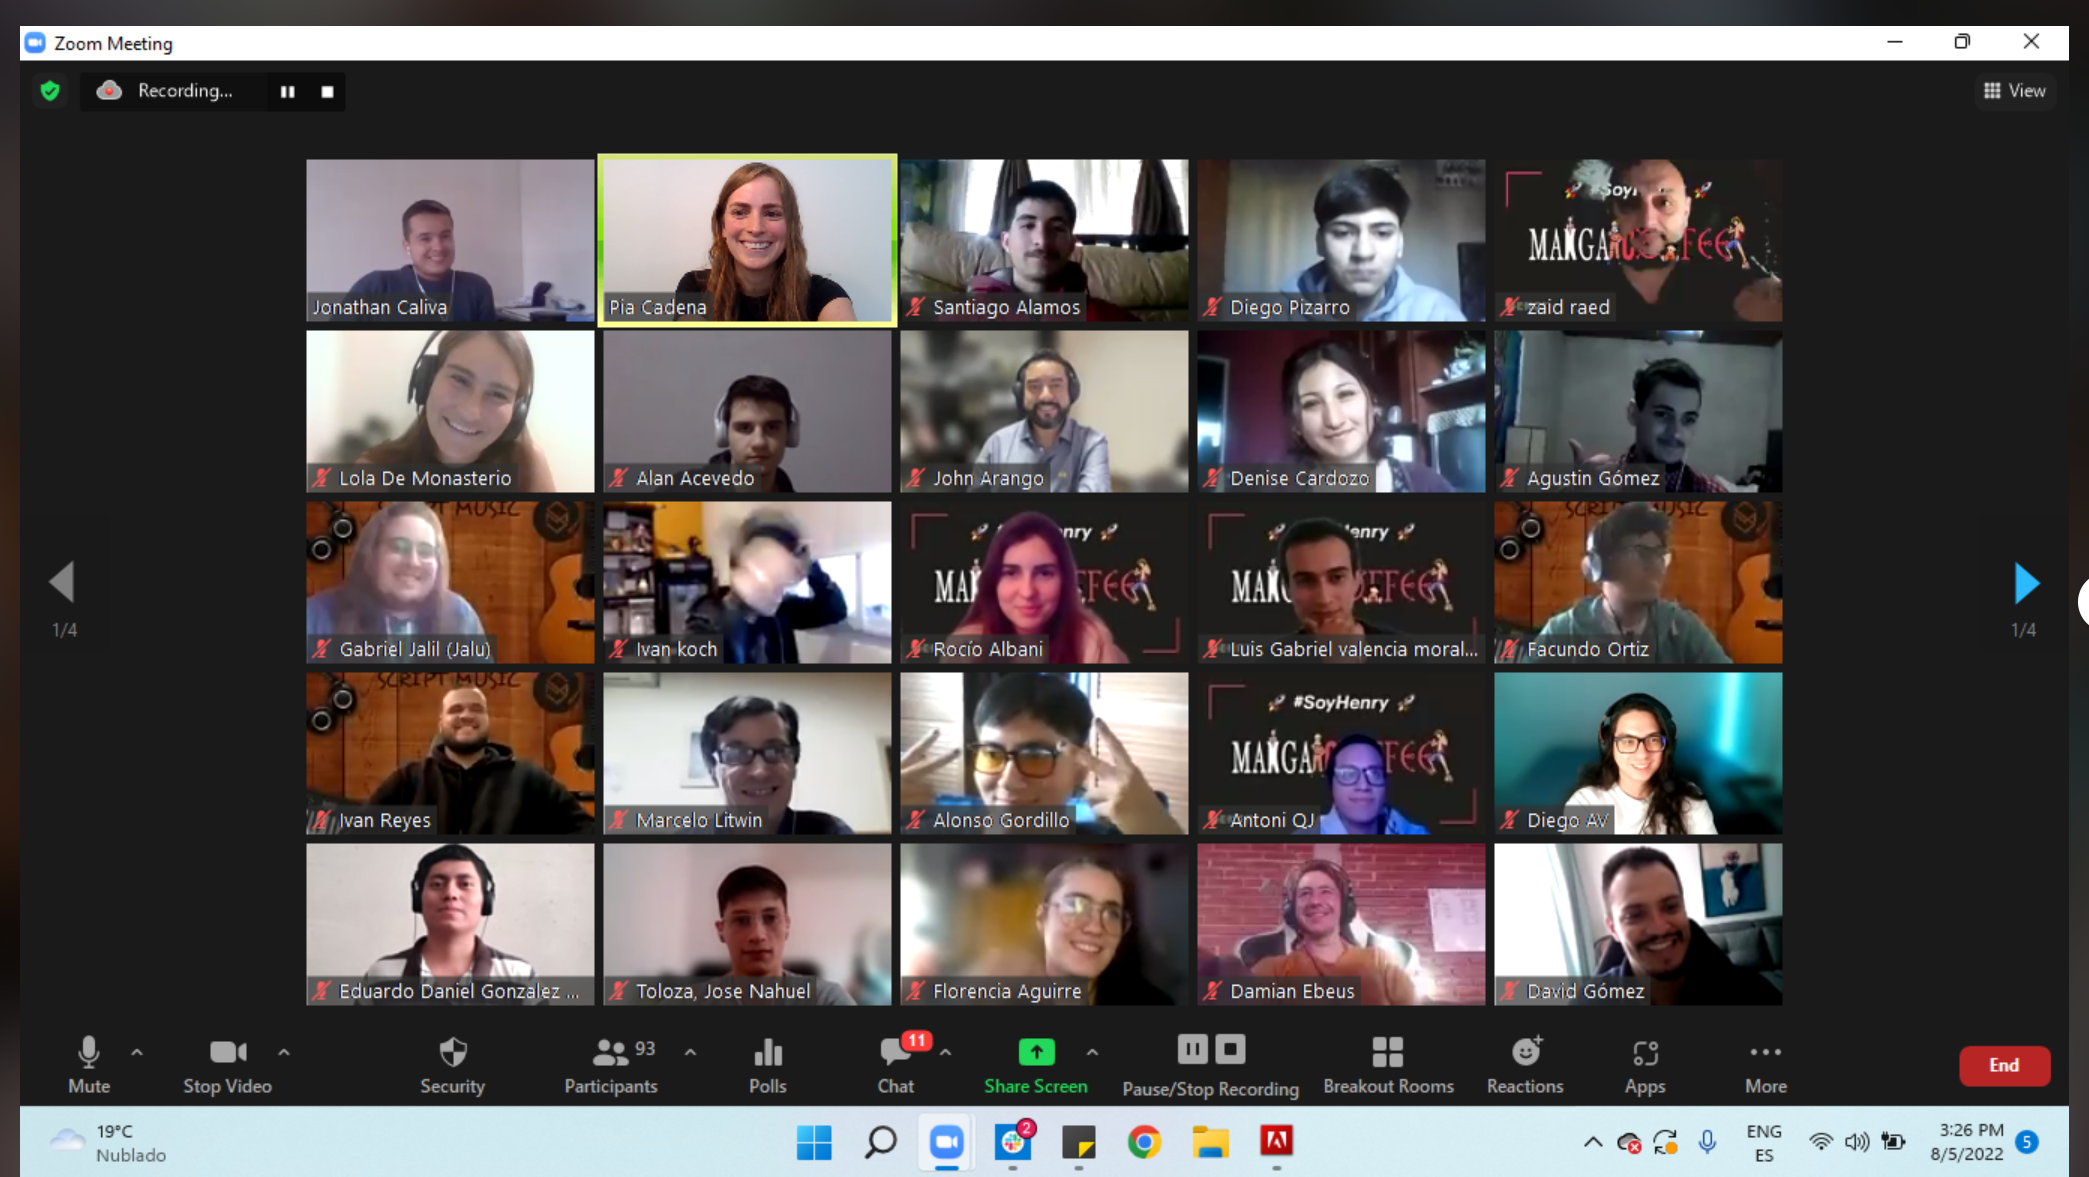 Zoom Meeting
Recording...
View
Jonathan Caliva
Pia Cadena
Santiago Alamos
Diego Pizarro
zaid raed
Lola De Monasterio
Alan Acevedo
John Arango
Denise Cardozo
Agustin Gómez
MUSIC
Gabriel Jalil (Jalu)
Ivan koch
Rocío Albani
Luis Gabriel valencia moral...
Facundo Ortiz
SCRIPT MUSIC
Ivan Reyes
Marcelo Litwin
Alonso Gordillo
#SoyHenry
Antoni QJ
Diego AV
Eduardo Daniel Gonzalez ...
Toloza, Jose Nahuel
Florencia Aguirre
Damian Ebeus
David Gómez
1/4
1/4
93
11
Mute
Stop Video
Security
Participants
Polls
Chat
Share Screen
Pause/Stop Recording
Breakout Rooms
Reactions
Apps
More
End
19°C
Nublado
2
ENG
ES
3:26 PM
8/5/2022
5